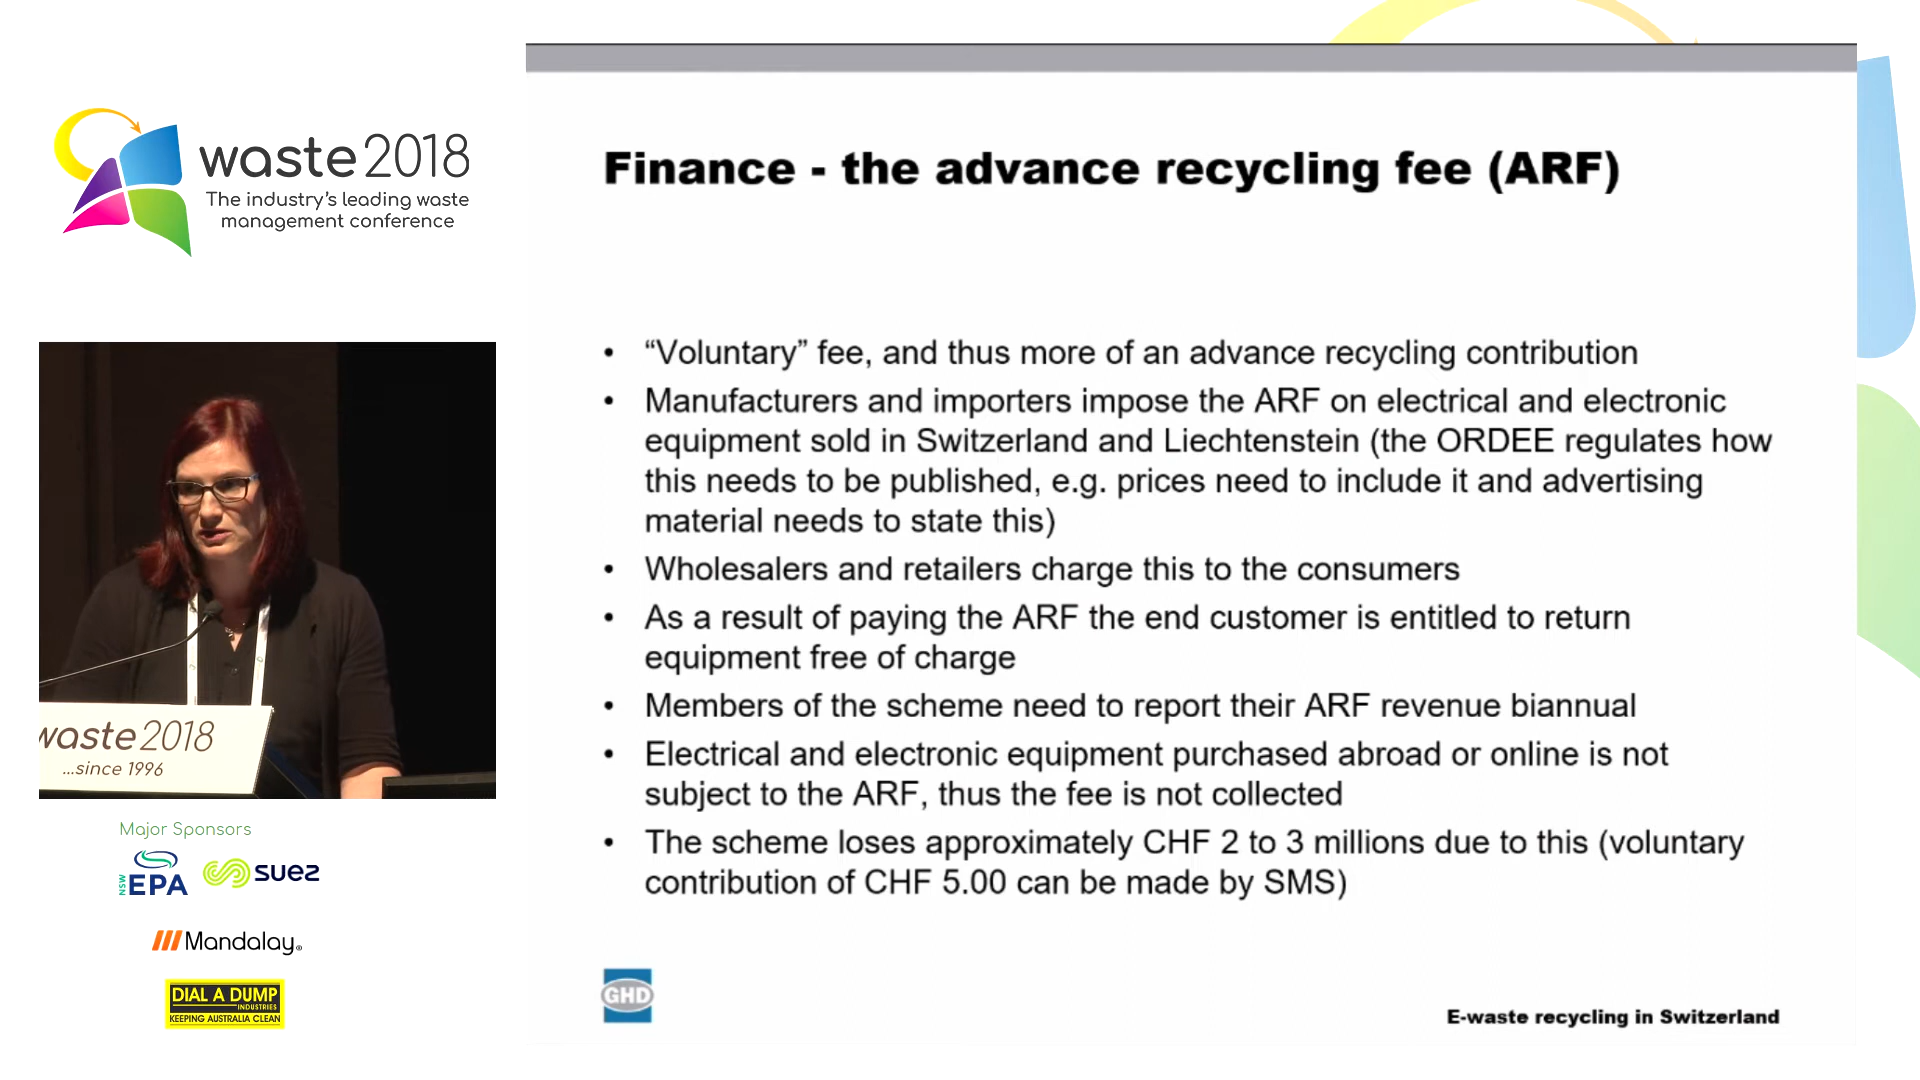 waste 2018
The industry's leading waste
management conference
Finance - the advance recycling fee (ARF)
• “Voluntary” fee, and thus more of an advance recycling contribution
• Manufacturers and importers impose the ARF on electrical and electronic
equipment sold in Switzerland and Liechtenstein (the ORDEE regulates how
this needs to be published, e.g. prices need to include it and advertising
material needs to state this)
• Wholesalers and retailers charge this to the consumers
• As a result of paying the ARF the end customer is entitled to return
equipment free of charge
• Members of the scheme need to report their ARF revenue biannual
• Electrical and electronic equipment purchased abroad or online is not
subject to the ARF, thus the fee is not collected
• The scheme loses approximately CHF 2 to 3 millions due to this (voluntary
contribution of CHF 5.00 can be made by SMS)
GHD
E-waste recycling in Switzerland
waste 2018
...since 1996
Major Sponsors
NSW EPA
suez
Mandalay®
DIAL A DUMP
INDUSTRIES
KEEPING AUSTRALIA CLEAN